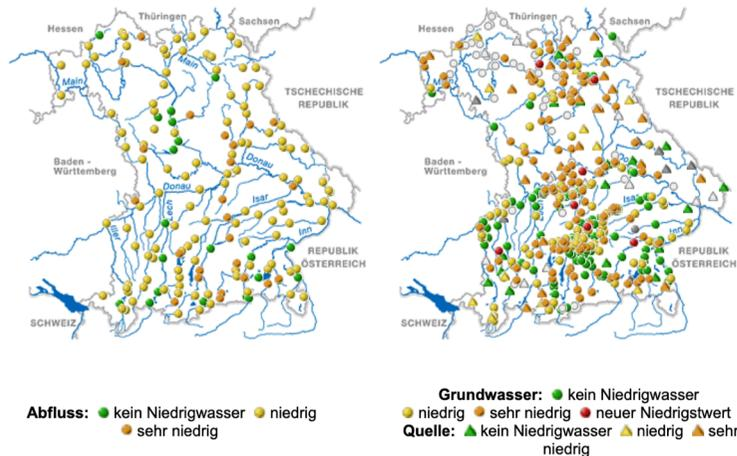 Hessen
Thüringen
Sachsen
Main
Main
TSCHECHISCHE
REPUBLIK
Baden -
Württemberg
Donau
Donau
Isar
Lech
Iller
Inn
REPUBLIK
ÖSTERREICH
SCHWEIZ
Abfluss: kein Niedrigwasser niedrig
sehr niedrig
Hessen
Thüringen
Sachsen
TSCHECHISCHE
REPUBLIK
Baden -
Württemberg
Isar
Inn
REPUBLIK
ÖSTERREICH
SCHWEIZ
Grundwasser: kein Niedrigwasser
niedrig sehr niedrig neuer Niedrigstwert
Quelle: kein Niedrigwasser niedrig sehr
niedrig